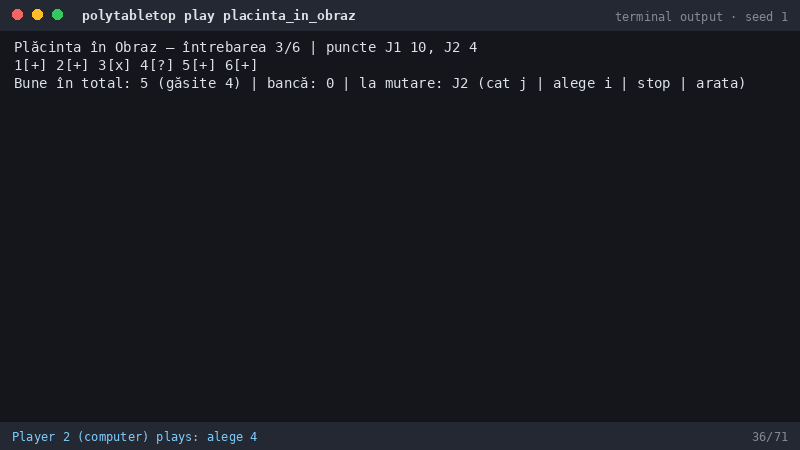 polytabletop play placinta_in_obraz
terminal output · seed 1
Plăcinta în Obraz — întrebarea 3/6 | puncte J1 10, J2 4
1[+] 2[+] 3[x] 4[?] 5[+] 6[+]
Bune în total: 5 (găsite 4) | bancă: 0 | la mutare: J2 (cat j | alege i | stop | arata)
Player 2 (computer) plays: alege 4
36/71